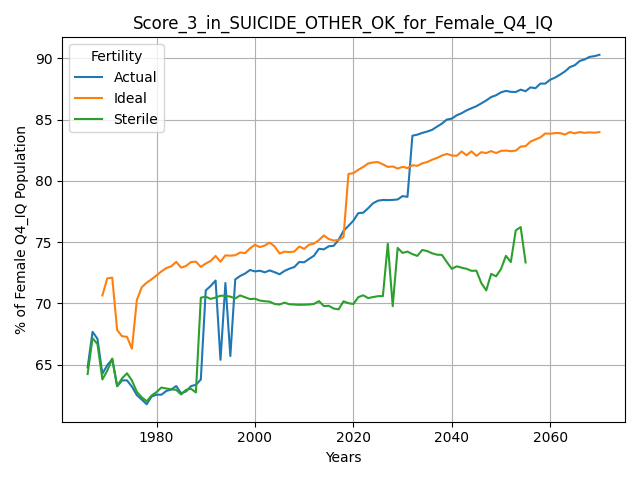 Score_3_in_SUICIDE_OTHER_OK_for_Female_Q4_IQ
Fertility
Actual
Ideal
Sterile
% of Female Q4_IQ Population
90
85
80
75
70
65
1980
2000
2020
2040
2060
Years